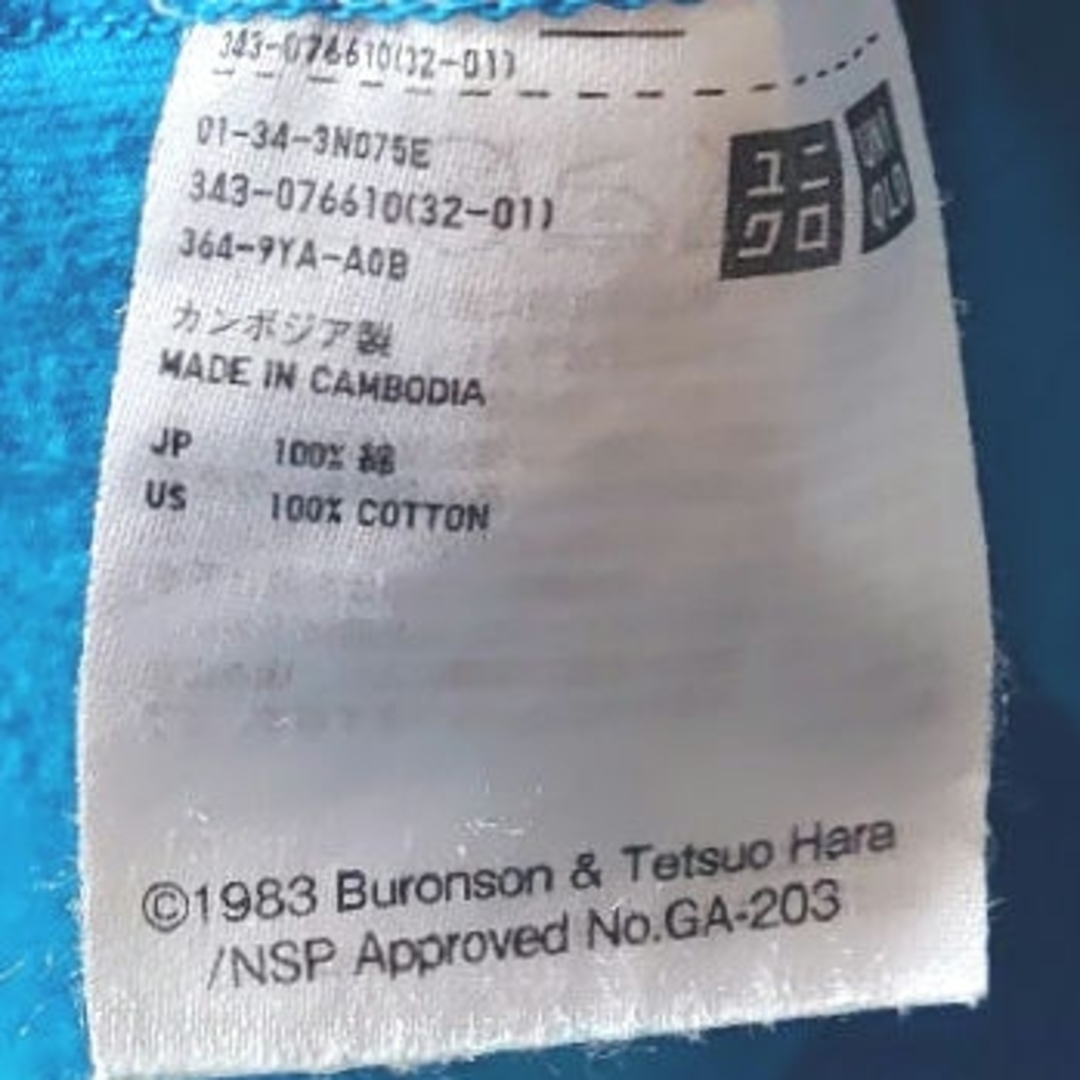 343-076610(32-01)
01-34-3N075E
343-076610(32-01)
364-9YA-A0B
ユニ
クロ
UNI
QLO
カンボジア製
MADE IN CAMBODIA
JP 100% 綿
US 100% COTTON
©1983 Buronson & Tetsuo Hara
/NSP Approved No.GA-203